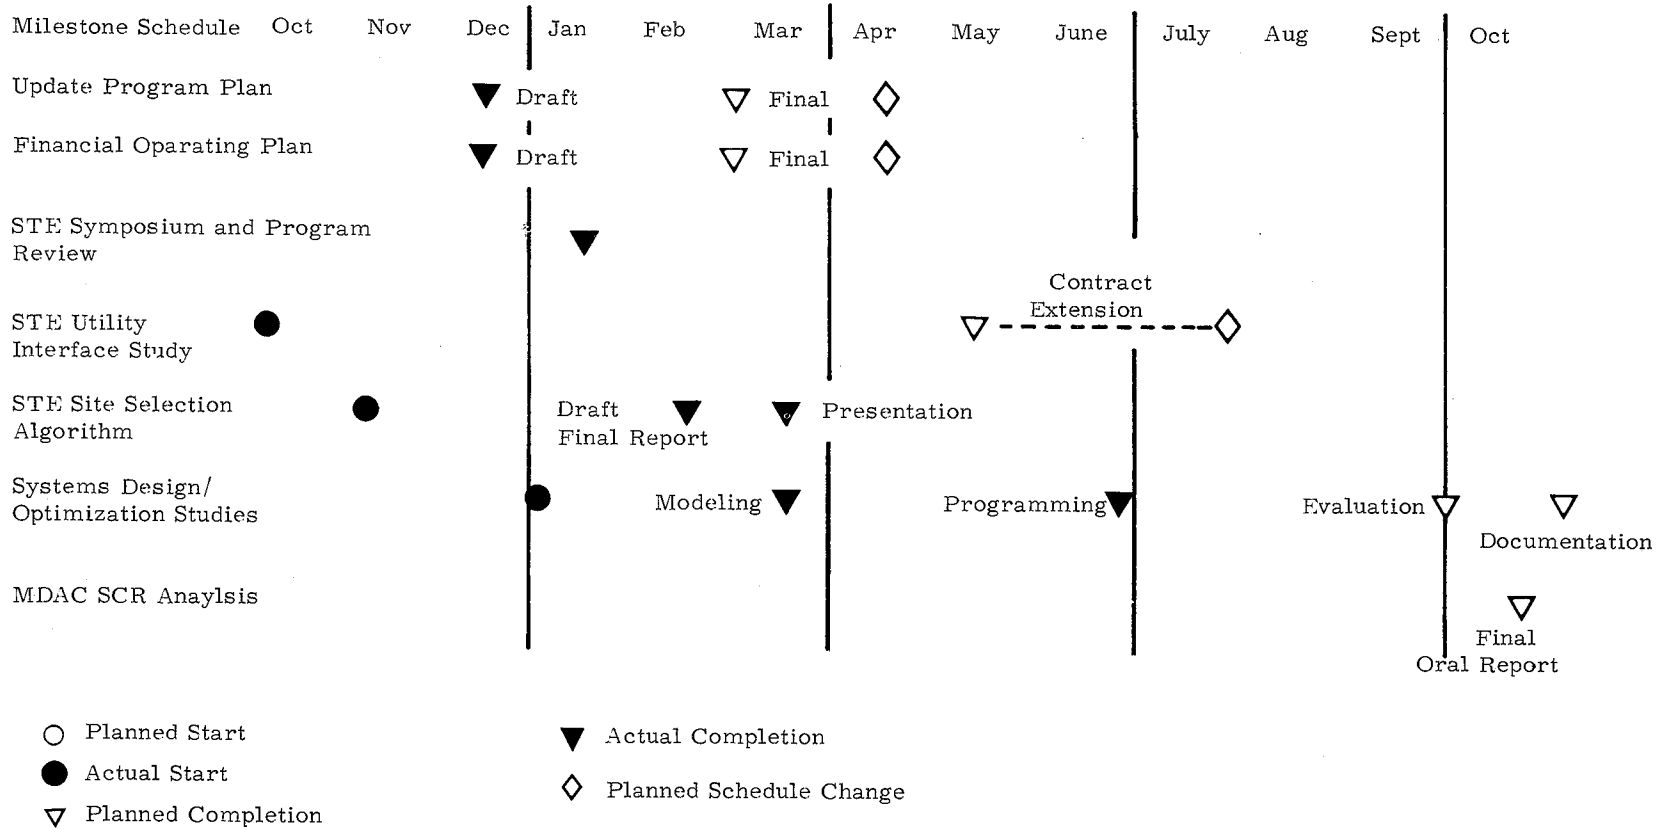 Milestone Schedule Oct Nov Dec Jan Feb Mar Apr May June July Aug Sept Oct
Update Program Plan Draft Final
Financial Oparating Plan Draft Final
STE Symposium and Program
Review
Contract
Extension
STE Utility
Interface Study
STE Site Selection Draft Presentation
Algorithm Final Report
Systems Design/
Optimization Studies Modeling Programming Evaluation
Documentation
MDAC SCR Anaylsis
Final
Oral Report
Planned Start
Actual Start
Planned Completion
Actual Completion
Planned Schedule Change